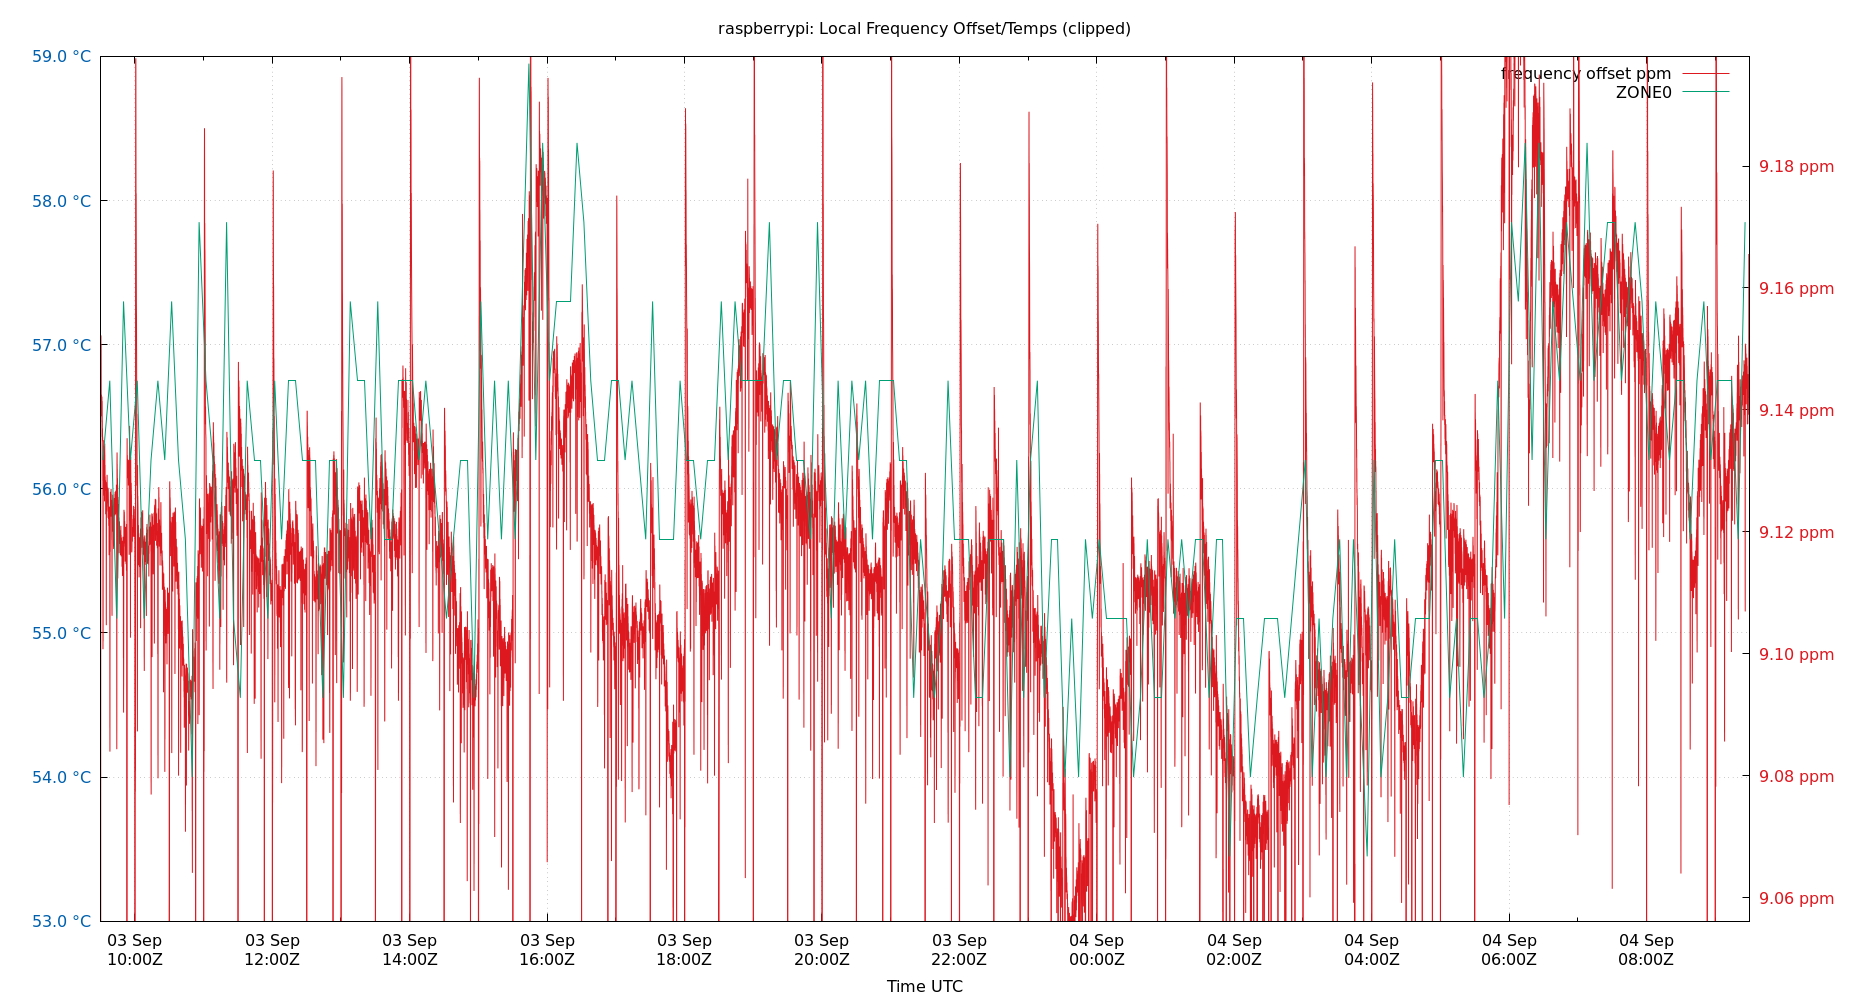 raspberrypi: Local Frequency Offset/Temps (clipped)
59.0 °C
58.0 °C
57.0 °C
56.0 °C
55.0 °C
54.0 °C
53.0 °C
frequency offset ppm
ZONE0
9.18 ppm
9.16 ppm
9.14 ppm
9.12 ppm
9.10 ppm
9.08 ppm
9.06 ppm
03 Sep
10:00Z
03 Sep
12:00Z
03 Sep
14:00Z
03 Sep
16:00Z
03 Sep
18:00Z
03 Sep
20:00Z
03 Sep
22:00Z
04 Sep
00:00Z
04 Sep
02:00Z
04 Sep
04:00Z
04 Sep
06:00Z
04 Sep
08:00Z
Time UTC